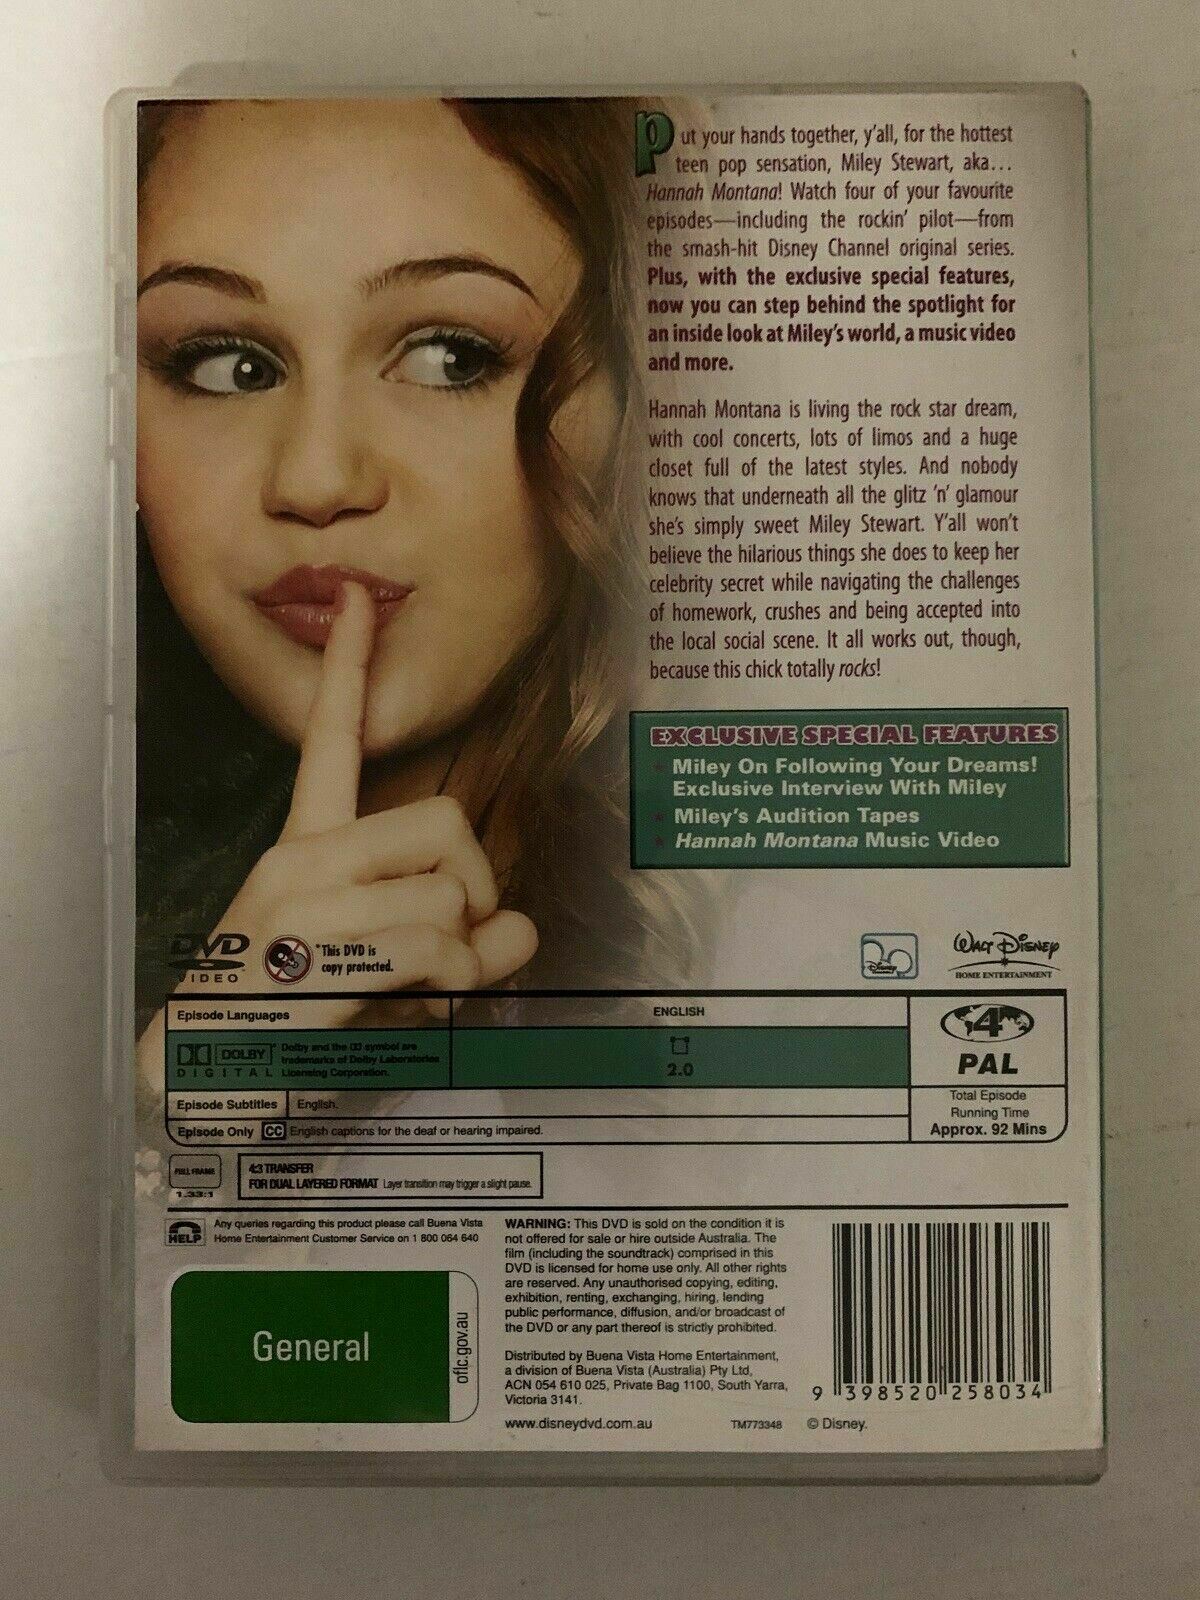 Put your hands together, y'all, for the hottest
teen pop sensation, Miley Stewart, aka...
Hannah Montana! Watch four of your favourite
episodes—including the rockin' pilot—from
the smash-hit Disney Channel original series.
Plus, with the exclusive special features,
now you can step behind the spotlight for
an inside look at Miley's world, a music video
and more.
Hannah Montana is living the rock star dream,
with cool concerts, lots of limos and a huge
closet full of the latest styles. And nobody
knows that underneath all the glitz 'n' glamour
she's simply sweet Miley Stewart. Y'all won't
believe the hilarious things she does to keep her
celebrity secret while navigating the challenges
of homework, crushes and being accepted into
the local social scene. It all works out, though,
because this chick totally rocks!
EXCLUSIVE SPECIAL FEATURES
★ Miley On Following Your Dreams!
Exclusive Interview With Miley
★ Miley's Audition Tapes
★ Hannah Montana Music Video
DVD
VIDEO
*This DVD is
copy protected.
Disney
Walt Disney
HOME ENTERTAINMENT
Episode Languages
ENGLISH
DOLBY
DIGITAL
Dolby and the DD symbol are
trademarks of Dolby Laboratories
Licensing Corporation.
2.0
Episode Subtitles
English.
Episode Only CC English captions for the deaf or hearing impaired.
4
PAL
Total Episode
Running Time
Approx. 92 Mins
FULL FRAME
1.33:1
4:3 TRANSFER
FOR DUAL LAYERED FORMAT Layer transition may trigger a slight pause.
HELP
Any queries regarding this product please call Buena Vista
Home Entertainment Customer Service on 1 800 064 640
General
oflc.gov.au
WARNING: This DVD is sold on the condition it is
not offered for sale or hire outside Australia. The
film (including the soundtrack) comprised in this
DVD is licensed for home use only. All other rights
are reserved. Any unauthorised copying, editing,
exhibition, renting, exchanging, hiring, lending
public performance, diffusion, and/or broadcast of
the DVD or any part thereof is strictly prohibited.
Distributed by Buena Vista Home Entertainment,
a division of Buena Vista (Australia) Pty Ltd,
ACN 054 610 025, Private Bag 1100, South Yarra,
Victoria 3141.
www.disneydvd.com.au
TM773348
© Disney.
9 398520 258034